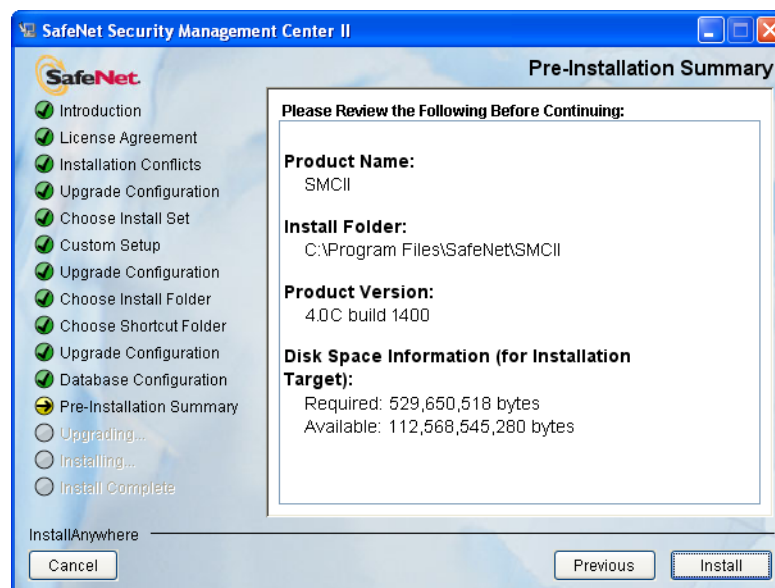 SafeNet Security Management Center II
SafeNet.
Pre-Installation Summary
Introduction
License Agreement
Installation Conflicts
Upgrade Configuration
Choose Install Set
Custom Setup
Upgrade Configuration
Choose Install Folder
Choose Shortcut Folder
Upgrade Configuration
Database Configuration
Pre-Installation Summary
Upgrading...
Installing...
Install Complete
Please Review the Following Before Continuing:
Product Name:
SMCII
Install Folder:
C:\Program Files\SafeNet\SMCII
Product Version:
4.0C build 1400
Disk Space Information (for Installation
Target):
Required: 529,650,518 bytes
Available: 112,568,545,280 bytes
InstallAnywhere
Cancel
Previous
Install